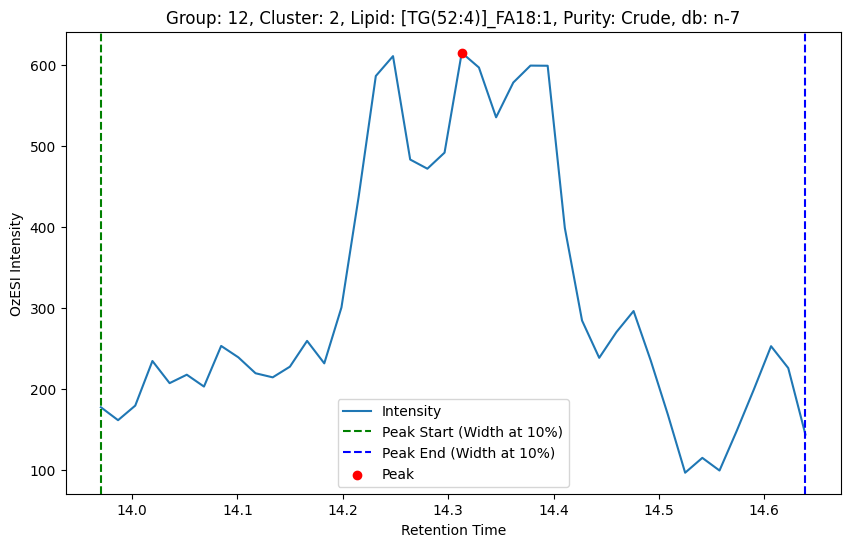 Group: 12, Cluster: 2, Lipid: [TG(52:4)]_FA18:1, Purity: Crude, db: n-7
OzESI Intensity
600
500
400
300
200
100
Intensity
Peak Start (Width at 10%)
Peak End (Width at 10%)
Peak
14.0 14.1 14.2 14.3 14.4 14.5 14.6
Retention Time